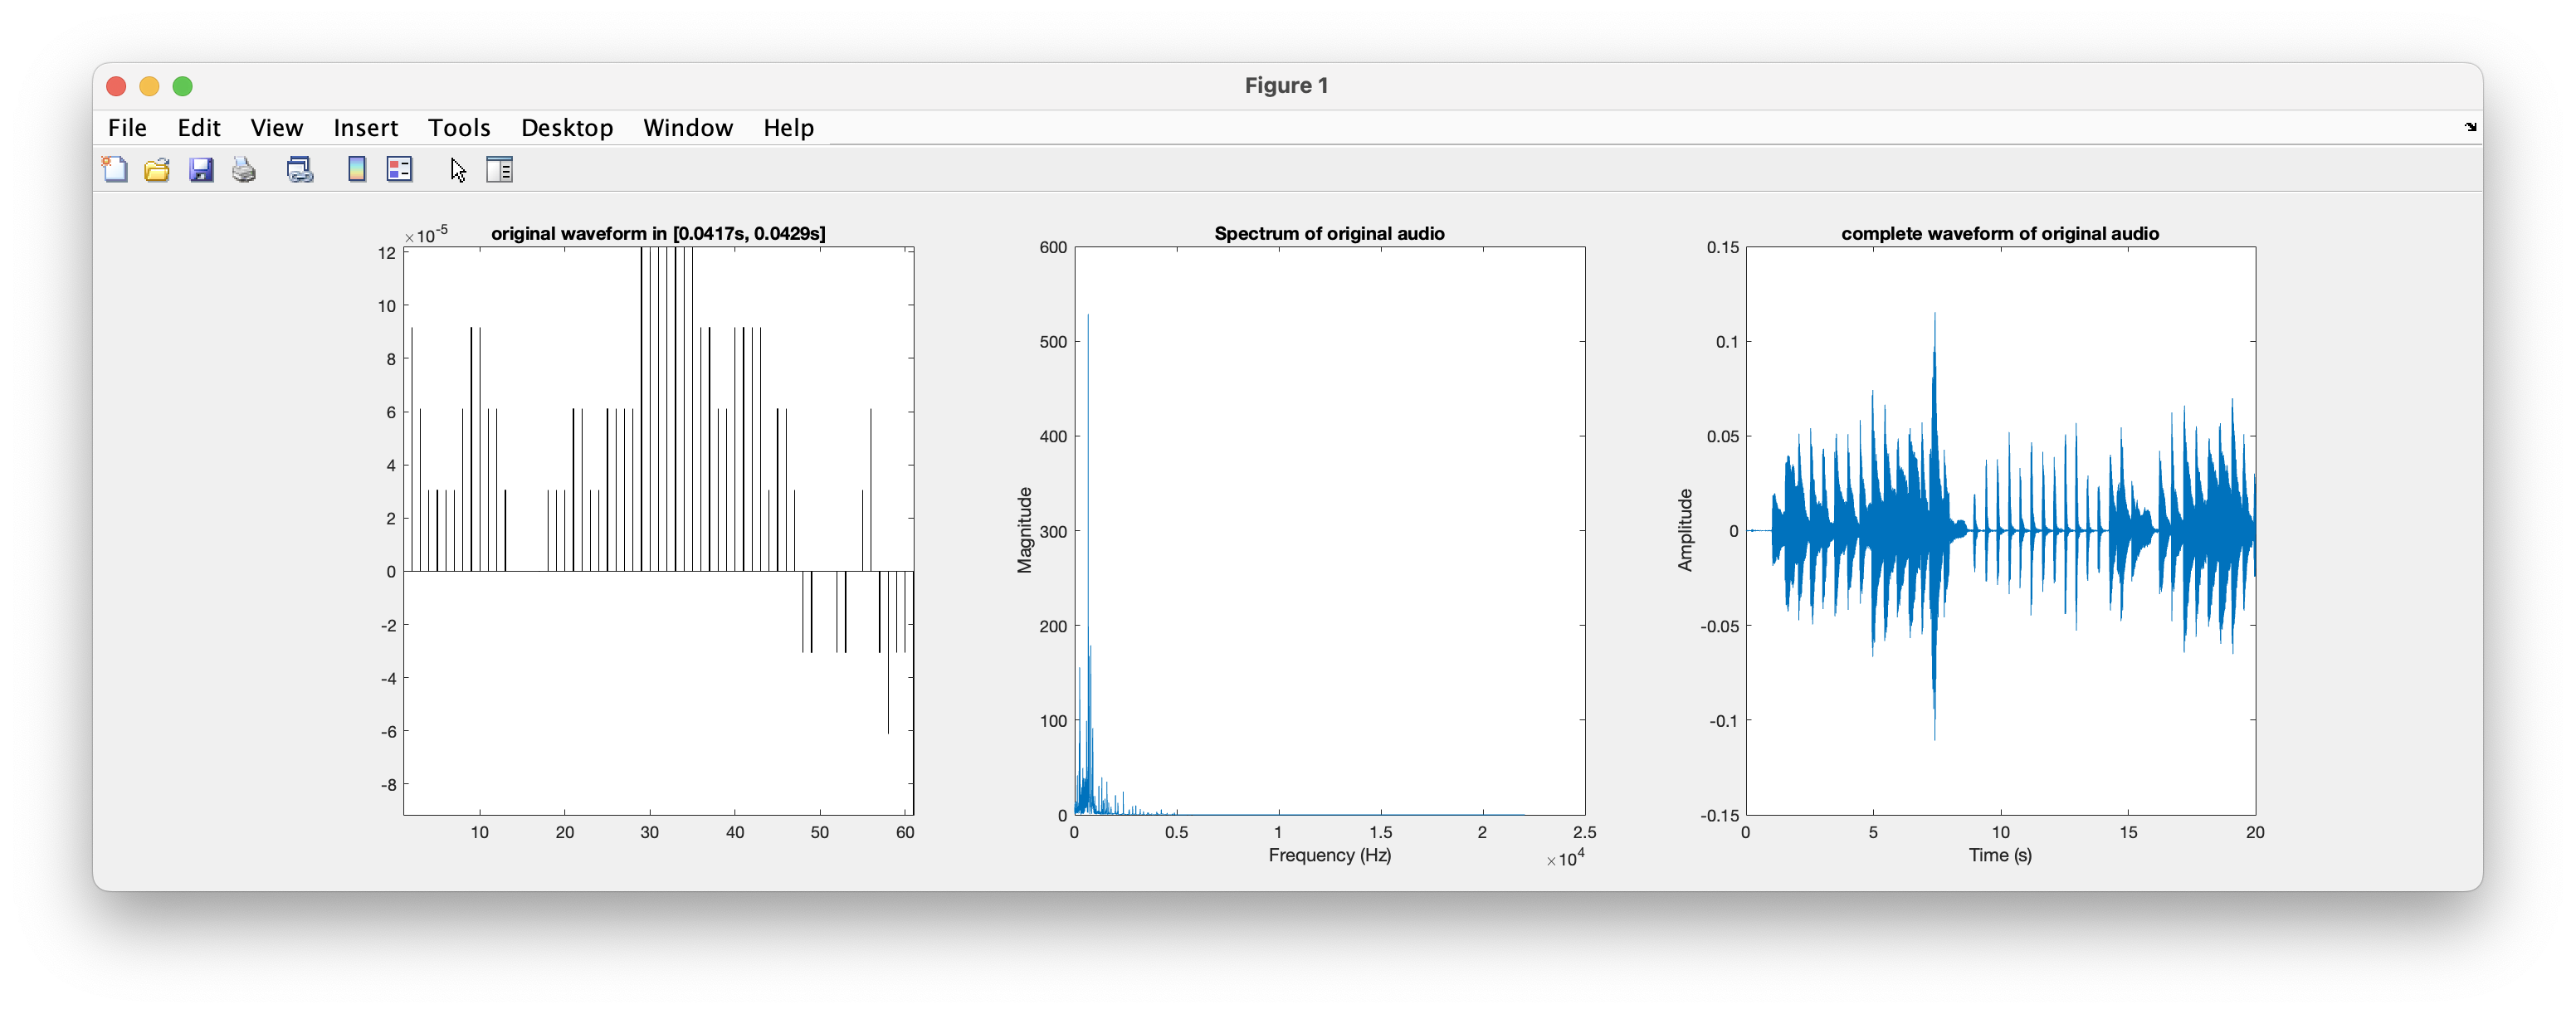 Figure 1
File Edit View Insert Tools Desktop Window Help
×10^-5
original waveform in [0.0417s, 0.0429s]
12
10
8
6
4
2
0
-2
-4
-6
-8
10 20 30 40 50 60
Spectrum of original audio
600
500
400
300
200
100
0
Magnitude
0 0.5 1 1.5 2 2.5
Frequency (Hz)
×10^4
complete waveform of original audio
0.15
0.1
0.05
0
-0.05
-0.1
-0.15
Amplitude
0 5 10 15 20
Time (s)